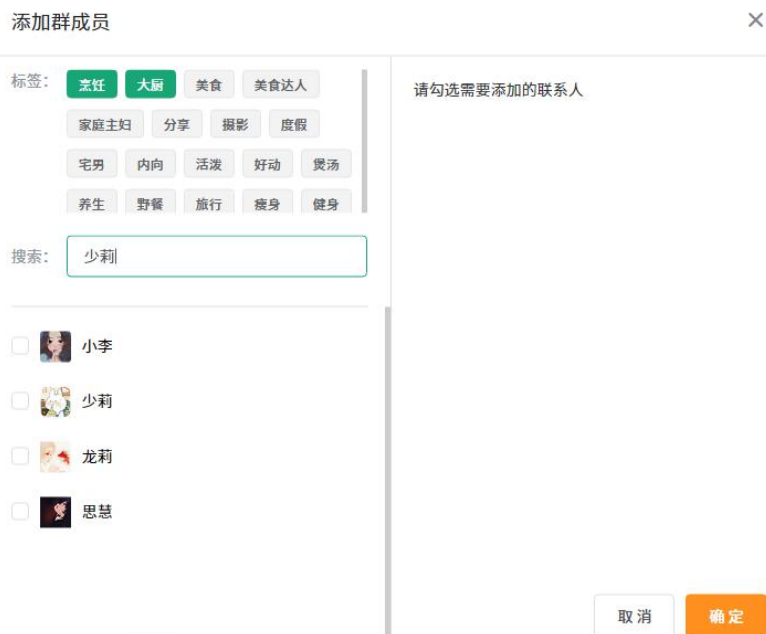 添加群成员
标签： 烹饪 大厨 美食 美食达人
家庭主妇 分享 摄影 度假
宅男 内向 活泼 好动 煲汤
养生 野餐 旅行 瘦身 健身
请勾选需要添加的联系人
搜索： 少莉
小李
少莉
龙莉
思慧
取消 确定